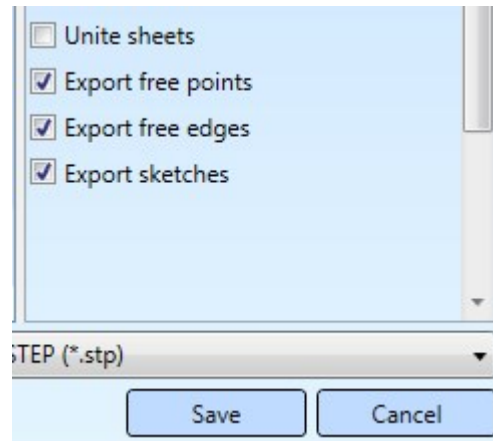 Unite sheets
Export free points
Export free edges
Export sketches
STEP (*.stp)
Save
Cancel